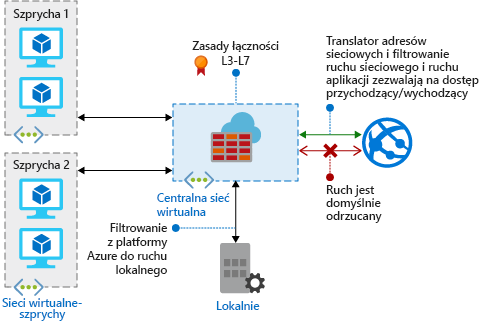 Szprycha 1
Szprycha 2
Sieci wirtualne-
szprychy
Zasady łączności
L3-L7
Centralna sieć
wirtualna
Filtrowanie
z platformy
Azure do ruchu
lokalnego
Lokalnie
Translator adresów
sieciowych i filtrowanie
ruchu sieciowego i ruchu
aplikacji zezwalają na dostęp
przychodzący/wychodzący
Ruch jest
domyślnie
odrzucany